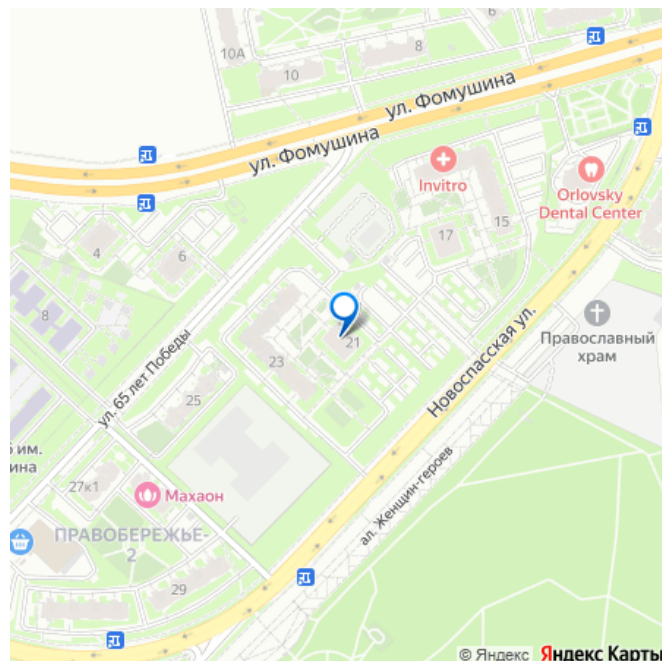 10А
10
8
6
ул. Фомушина
ул. Фомушина
Invitro
Orlovsky
Dental Center
15
17
4
6
8
ул. 65 лет Победы
21
23
25
Новоспасская ул.
Православный
храм
ал. Женщин-героев
им.
ина
27к1
Махаон
ПРАВОБЕРЕЖЬЕ-
2
29
© Яндекс Яндекс Карты